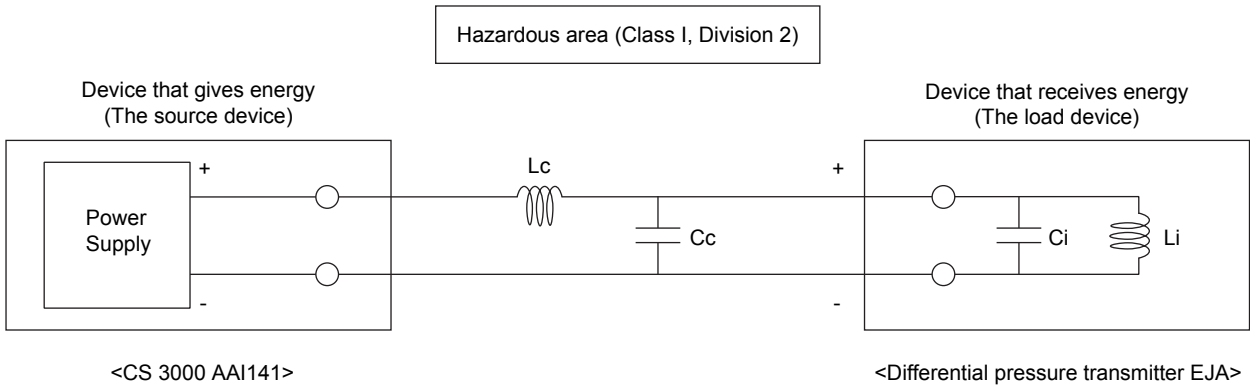 Hazardous area (Class I, Division 2)
Device that gives energy
(The source device)
Device that receives energy
(The load device)
Power
Supply
+
-
Lc
Cc
+
-
Ci
Li
<CS 3000 AAI141>
<Differential pressure transmitter EJA>